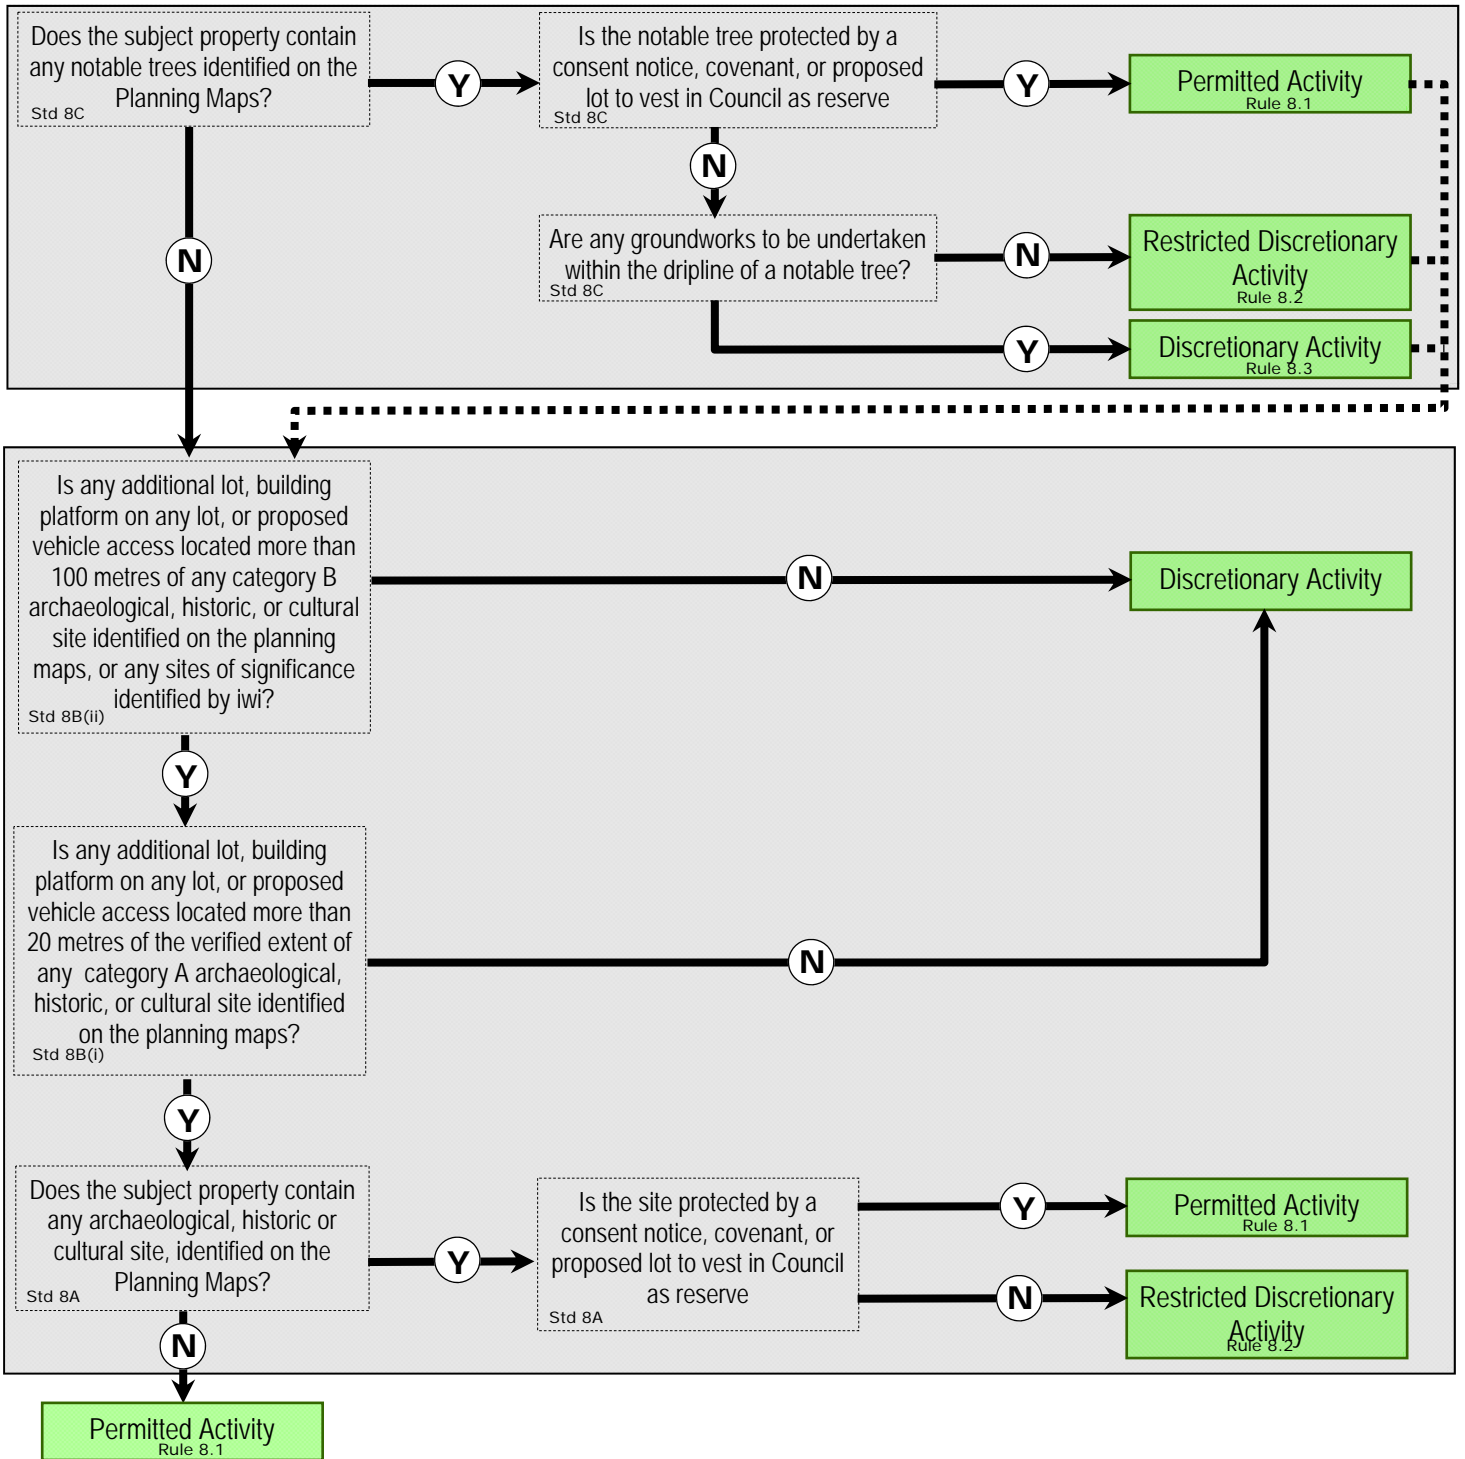 Does the subject property contain
any notable trees identified on the
Planning Maps?
Std 8C
Y
Is the notable tree protected by a
consent notice, covenant, or proposed
lot to vest in Council as reserve
Std 8C
Y
Permitted Activity
Rule 8.1
N
N
Are any groundworks to be undertaken
within the dripline of a notable tree?
Std 8C
N
Restricted Discretionary
Activity
Rule 8.2
Y
Discretionary Activity
Rule 8.3
Is any additional lot, building
platform on any lot, or proposed
vehicle access located more than
100 metres of any category B
archaeological, historic, or cultural
site identified on the planning
maps, or any sites of significance
identified by iwi?
Std 8B(ii)
N
Discretionary Activity
Y
Is any additional lot, building
platform on any lot, or proposed
vehicle access located more than
20 metres of the verified extent of
any category A archaeological,
historic, or cultural site identified
on the planning maps?
Std 8B(i)
N
Y
Does the subject property contain
any archaeological, historic or
cultural site, identified on the
Planning Maps?
Std 8A
Y
Is the site protected by a
consent notice, covenant, or
proposed lot to vest in Council
as reserve
Std 8A
Y
Permitted Activity
Rule 8.1
N
Restricted Discretionary
Activity
Rule 8.2
N
Permitted Activity
Rule 8.1